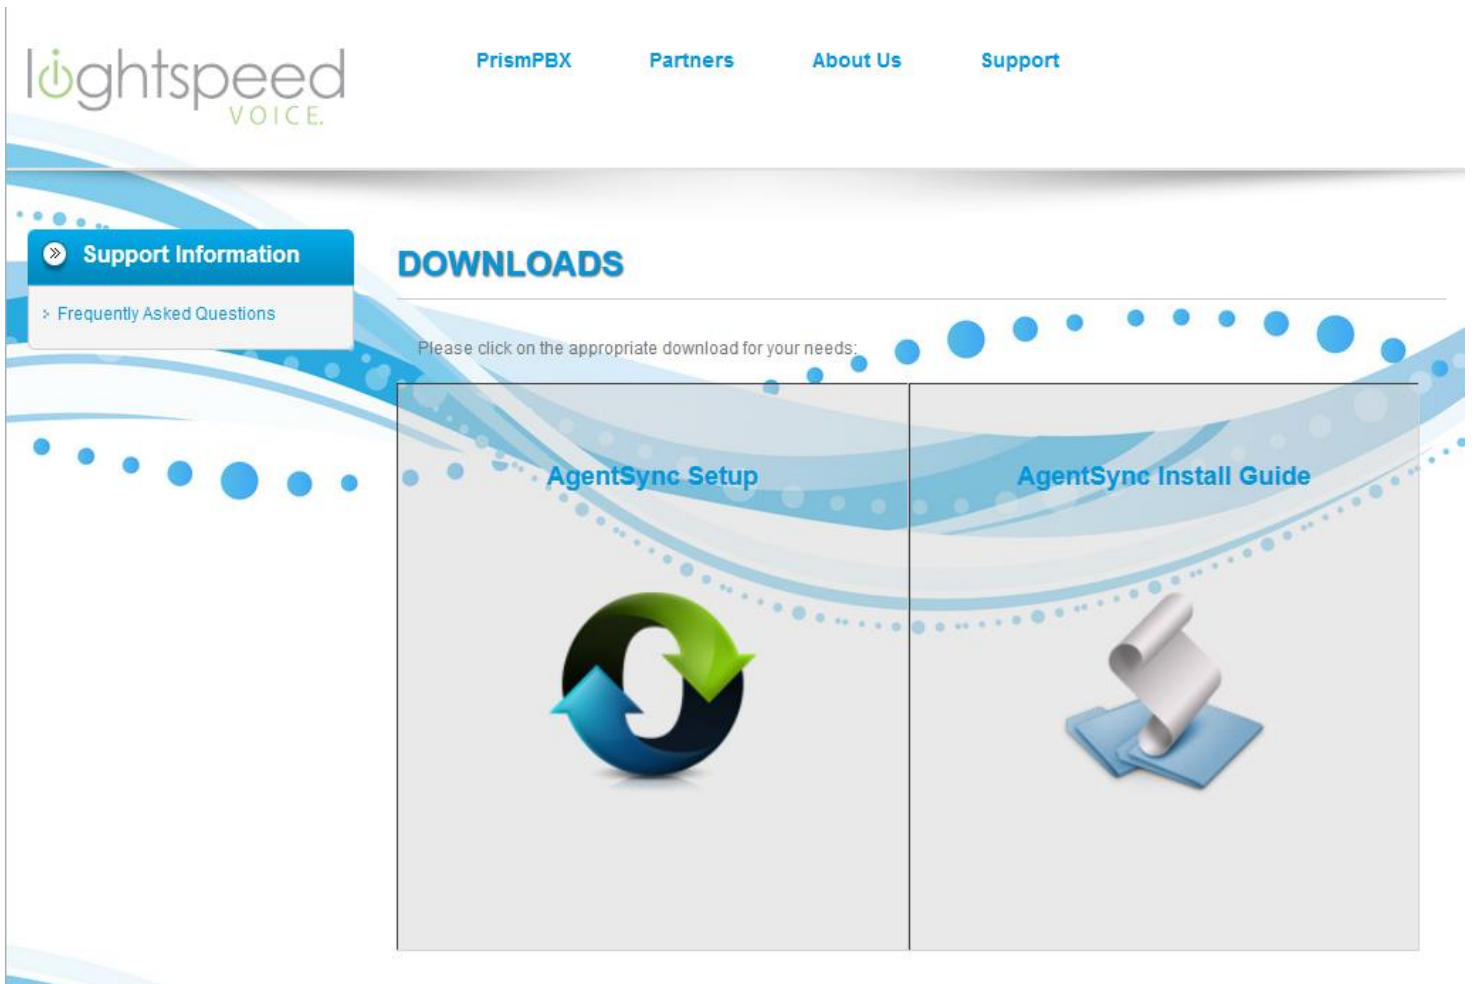 lightspeed
VOICE.
PrismPBX Partners About Us Support
Support Information
Frequently Asked Questions
DOWNLOADS
Please click on the appropriate download for your needs:
AgentSync Setup
AgentSync Install Guide